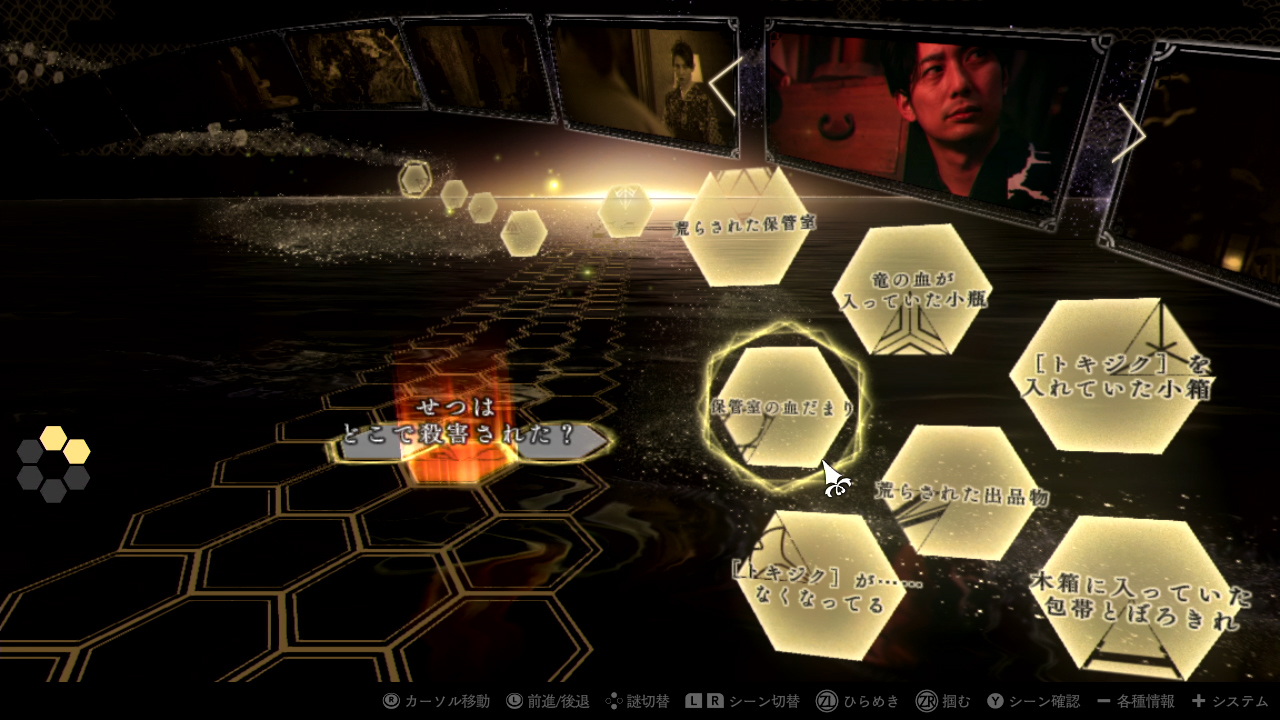 荒らされた保管室
竜の血が
入っていた小瓶
［トキジク］を
入れていた小箱
保管室の血だまり
せつは
どこで殺害された？
荒らされた出品物
［トキジク］が……
なくなってる
木箱に入っていた
包帯とぼろきれ
R カーソル移動 L 前進/後退 謎切替 L R シーン切替 ZL ひらめき ZR 掴む Y シーン確認 − 各種情報 + システム